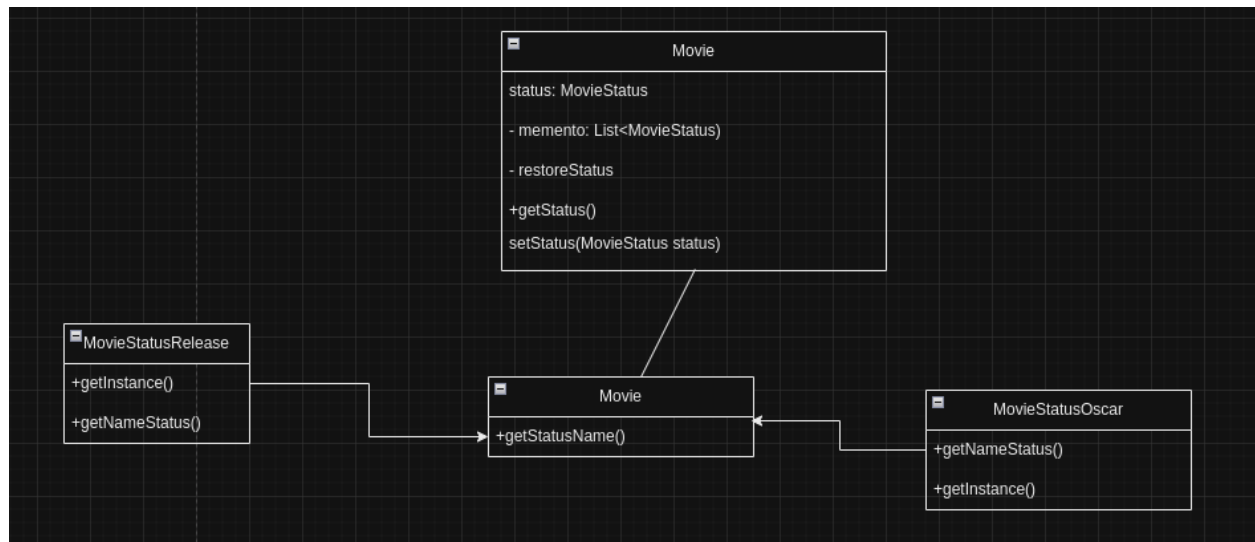 Movie
status: MovieStatus
- memento: List<MovieStatus)
- restoreStatus
+getStatus()
setStatus(MovieStatus status)
MovieStatusRelease
+getInstance()
+getNameStatus()
Movie
+getStatusName()
MovieStatusOscar
+getNameStatus()
+getInstance()